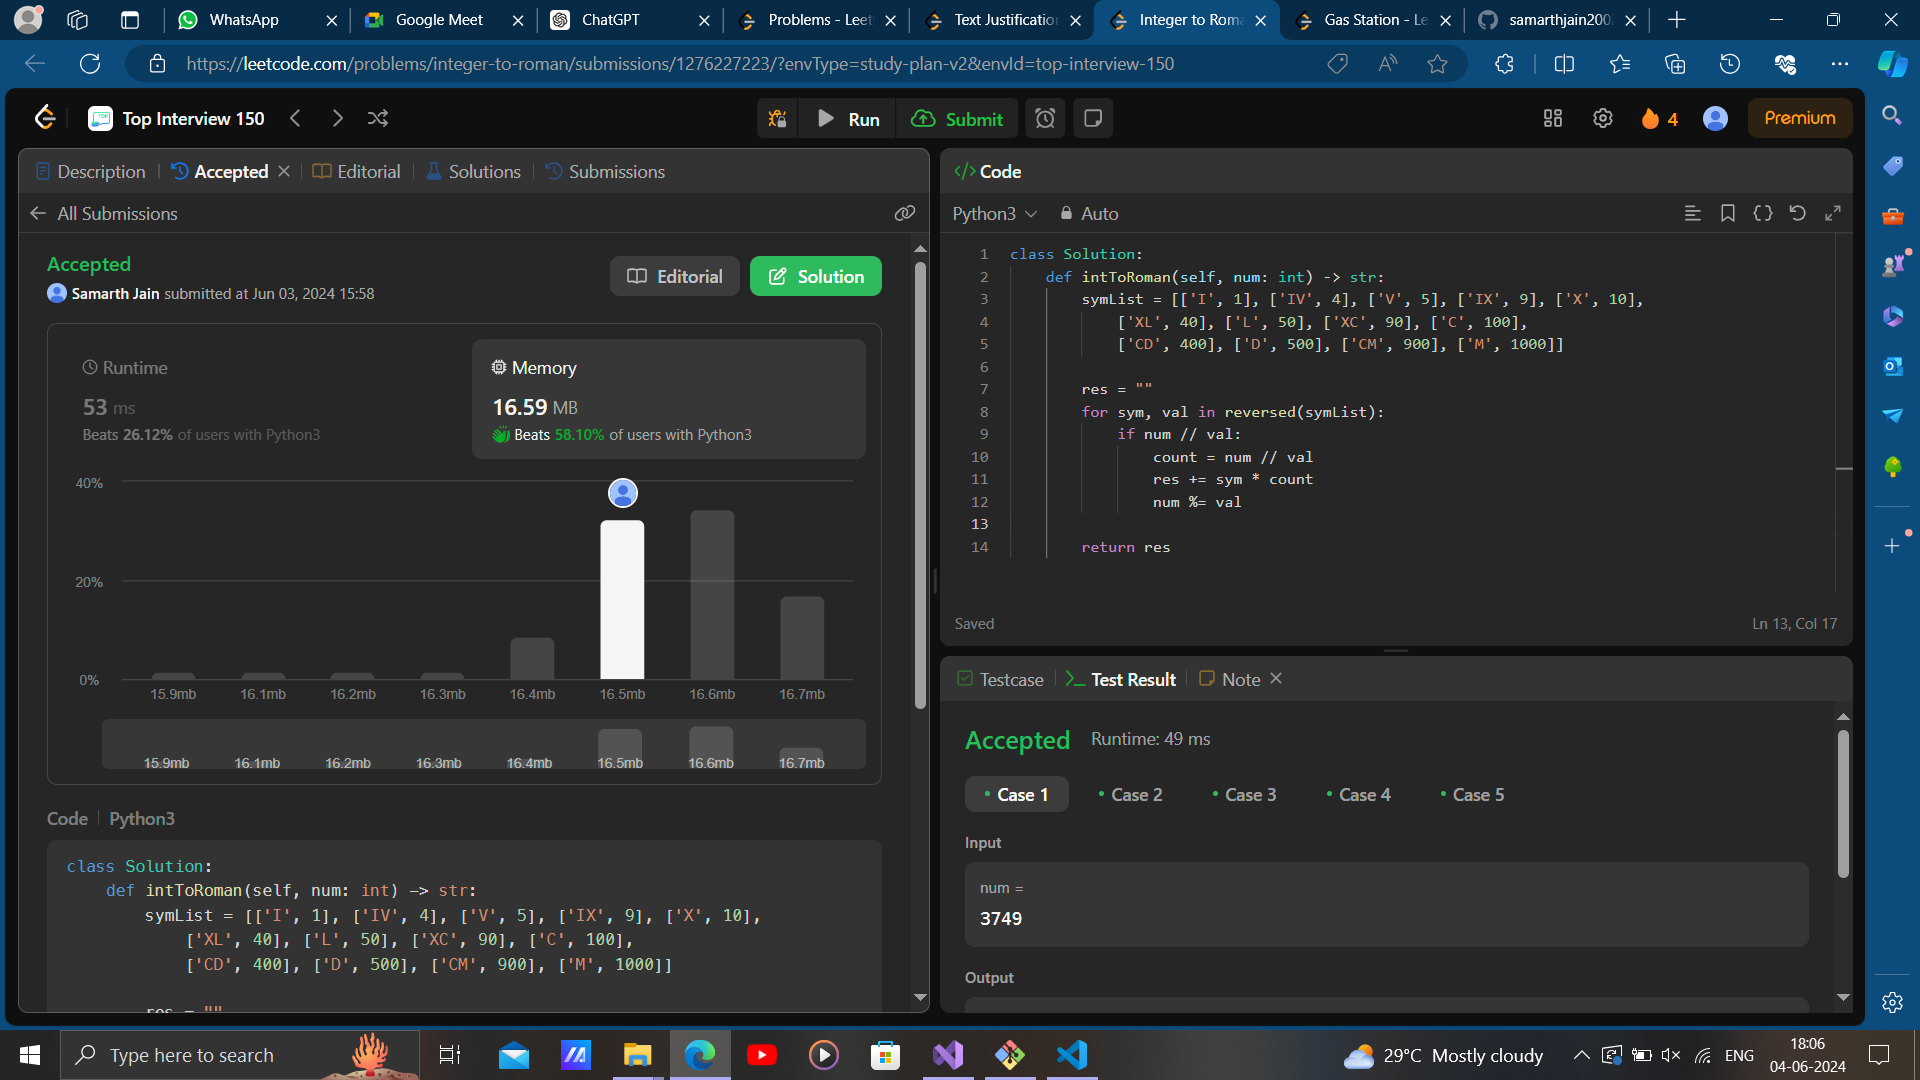 WhatsApp
Google Meet
ChatGPT
Problems - Leet
Text Justification
Integer to Roma
Gas Station - Le
samarthjain200
https://leetcode.com/problems/integer-to-roman/submissions/1276227223/?envType=study-plan-v2&envId=top-interview-150
Top Interview 150
Run
Submit
4
Premium
Description
Accepted
Editorial
Solutions
Submissions
All Submissions
Accepted
Samarth Jain submitted at Jun 03, 2024 15:58
Editorial
Solution
Runtime
53 ms
Beats 26.12% of users with Python3
Memory
16.59 MB
Beats 58.10% of users with Python3
40%
20%
0%
15.9mb 16.1mb 16.2mb 16.3mb 16.4mb 16.5mb 16.6mb 16.7mb
15.9mb 16.1mb 16.2mb 16.3mb 16.4mb 16.5mb 16.6mb 16.7mb
Code | Python3
class Solution:
def intToRoman(self, num: int) -> str:
symList = [['I', 1], ['IV', 4], ['V', 5], ['IX', 9], ['X', 10],
['XL', 40], ['L', 50], ['XC', 90], ['C', 100],
['CD', 400], ['D', 500], ['CM', 900], ['M', 1000]]
res = ""
</> Code
Python3
Auto
1 class Solution:
2 def intToRoman(self, num: int) -> str:
3 symList = [['I', 1], ['IV', 4], ['V', 5], ['IX', 9], ['X', 10],
4 ['XL', 40], ['L', 50], ['XC', 90], ['C', 100],
5 ['CD', 400], ['D', 500], ['CM', 900], ['M', 1000]]
6
7 res = ""
8 for sym, val in reversed(symList):
9 if num // val:
10 count = num // val
11 res += sym * count
12 num %= val
13
14 return res
Saved
Ln 13, Col 17
Testcase
Test Result
Note
Accepted
Runtime: 49 ms
Case 1
Case 2
Case 3
Case 4
Case 5
Input
num =
3749
Output
Type here to search
29°C Mostly cloudy
ENG
18:06
04-06-2024